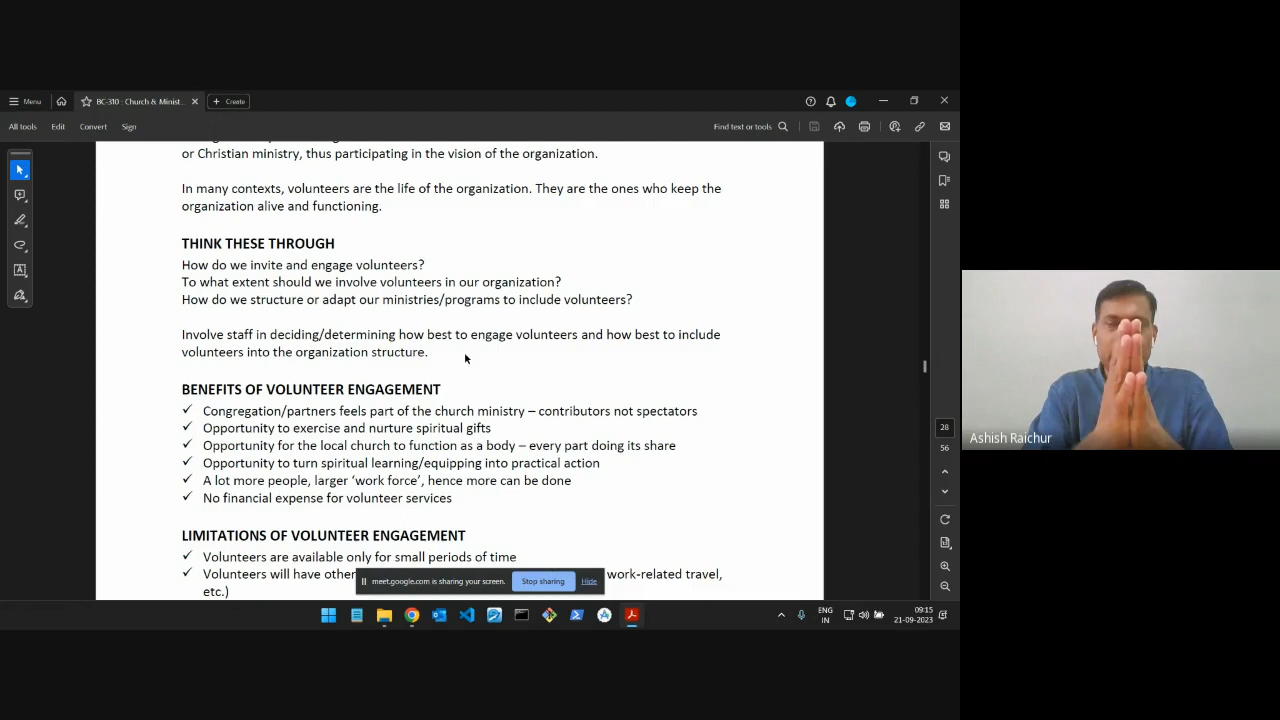 Menu
BC-310 : Church & Minist...
Create
All tools
Edit
Convert
Sign
Find text or tools
or Christian ministry, thus participating in the vision of the organization.
In many contexts, volunteers are the life of the organization. They are the ones who keep the
organization alive and functioning.
THINK THESE THROUGH
How do we invite and engage volunteers?
To what extent should we involve volunteers in our organization?
How do we structure or adapt our ministries/programs to include volunteers?
Involve staff in deciding/determining how best to engage volunteers and how best to include
volunteers into the organization structure.
BENEFITS OF VOLUNTEER ENGAGEMENT
✓ Congregation/partners feels part of the church ministry – contributors not spectators
✓ Opportunity to exercise and nurture spiritual gifts
✓ Opportunity for the local church to function as a body – every part doing its share
✓ Opportunity to turn spiritual learning/equipping into practical action
✓ A lot more people, larger ‘work force’, hence more can be done
✓ No financial expense for volunteer services
LIMITATIONS OF VOLUNTEER ENGAGEMENT
✓ Volunteers are available only for small periods of time
✓ Volunteers will have other work-related travel,
etc.)
meet.google.com is sharing your screen.
Stop sharing
Hide
28
56
ENG
IN
09:15
21-09-2023
Ashish Raichur